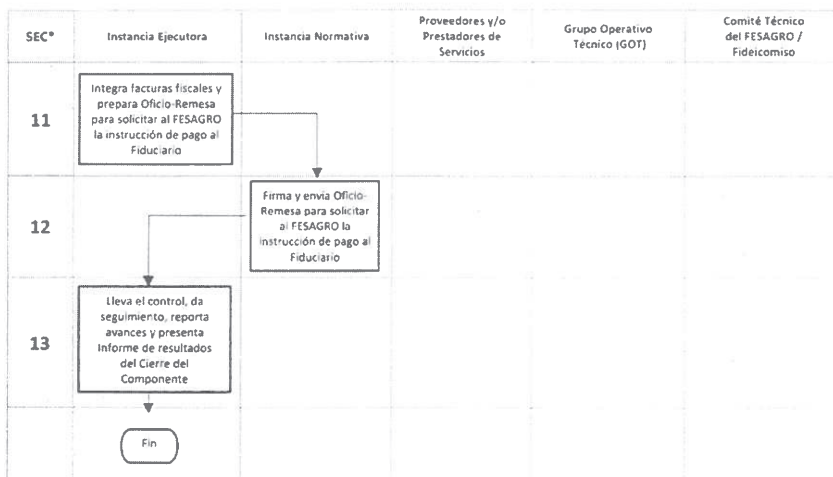 SEC*
Instancia Ejecutora
Instancia Normativa
Proveedores y/o
Prestadores de
Servicios
Grupo Operativo
Técnico (GOT)
Comité Técnico
del FESAGRO /
Fideicomiso
11
Integra facturas fiscales y
prepara Oficio-Remesa
para solicitar al FESAGRO
la instrucción de pago al
Fiduciario
12
Firma y envía Oficio-
Remesa para solicitar
al FESAGRO la
instrucción de pago al
Fiduciario
13
Lleva el control, da
seguimiento, reporta
avances y presenta
Informe de resultados
del Cierre del
Componente
Fin